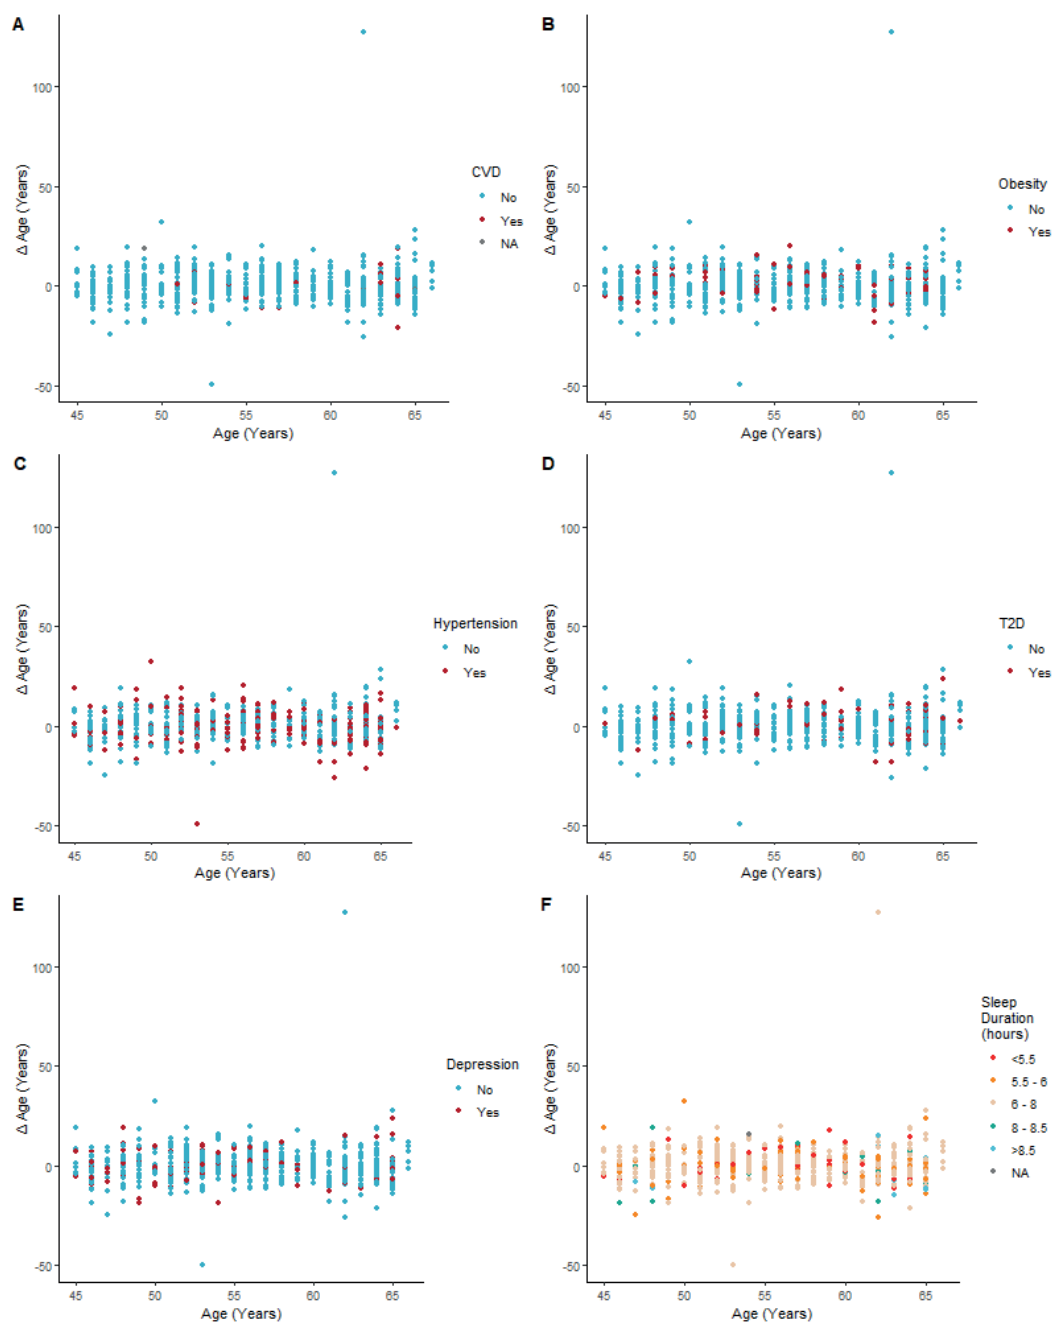 A
B
100
50
0
-50
Δ Age (Years)
45 50 55 60 65
Age (Years)
CVD
No
Yes
NA
100
50
0
-50
Δ Age (Years)
45 50 55 60 65
Age (Years)
Obesity
No
Yes
C
D
100
50
0
-50
Δ Age (Years)
45 50 55 60 65
Age (Years)
Hypertension
No
Yes
100
50
0
-50
Δ Age (Years)
45 50 55 60 65
Age (Years)
T2D
No
Yes
E
F
100
50
0
-50
Δ Age (Years)
45 50 55 60 65
Age (Years)
Depression
No
Yes
100
50
0
-50
Δ Age (Years)
45 50 55 60 65
Age (Years)
Sleep
Duration
(hours)
<5.5
5.5 - 6
6 - 8
8 - 8.5
>8.5
NA